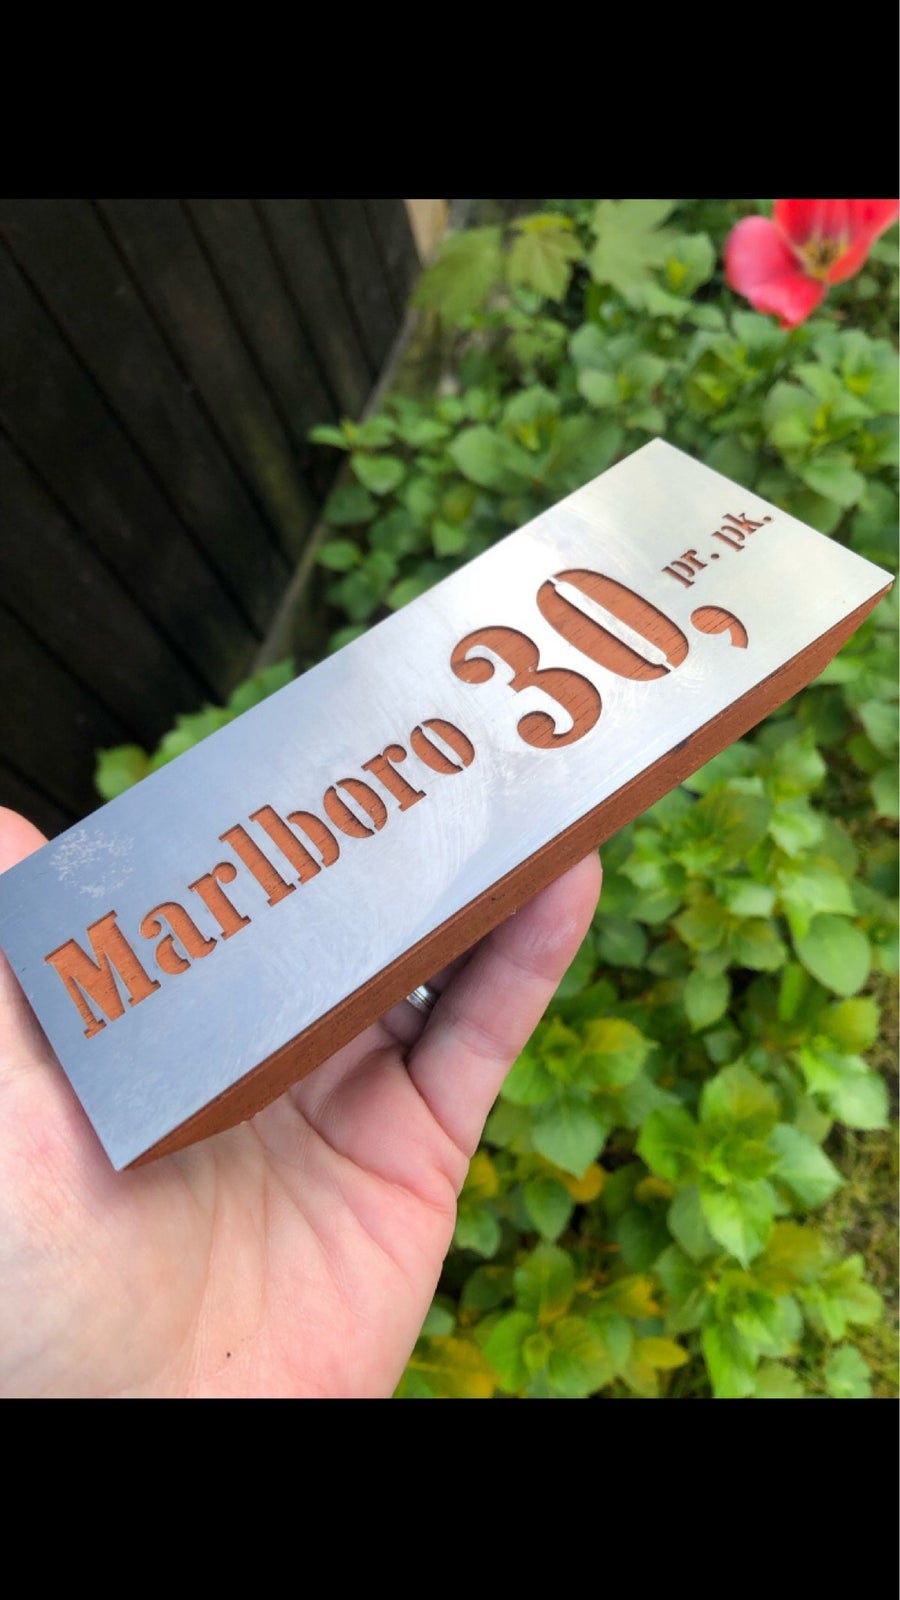 Marlboro 30, pr. pk.